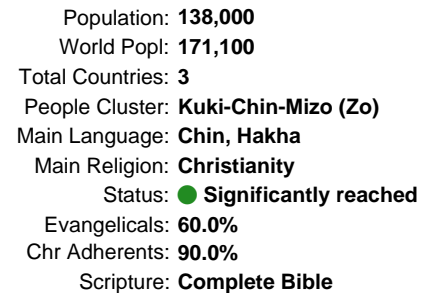 Population: 138,000
World Popl: 171,100
Total Countries: 3
People Cluster: Kuki-Chin-Mizo (Zo)
Main Language: Chin, Hakha
Main Religion: Christianity
Status: Significantly reached
Evangelicals: 60.0%
Chr Adherents: 90.0%
Scripture: Complete Bible